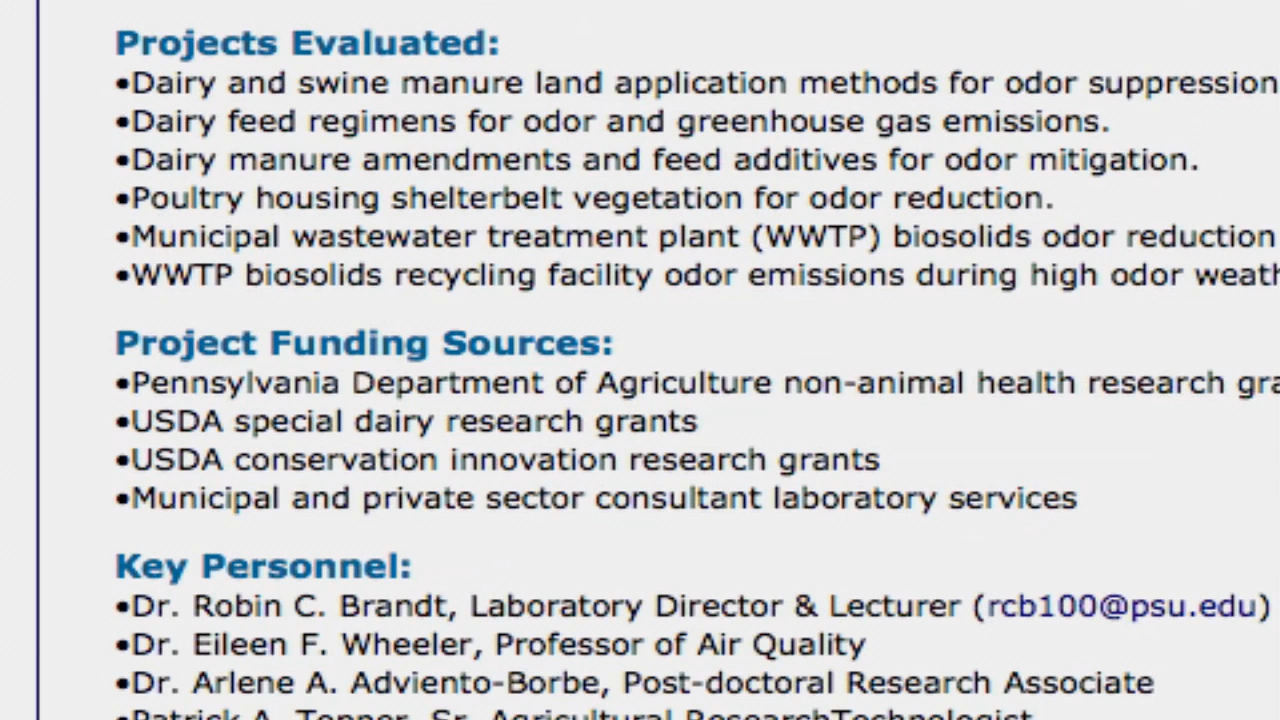 Projects Evaluated:
•Dairy and swine manure land application methods for odor suppression
•Dairy feed regimens for odor and greenhouse gas emissions.
•Dairy manure amendments and feed additives for odor mitigation.
•Poultry housing shelterbelt vegetation for odor reduction.
•Municipal wastewater treatment plant (WWTP) biosolids odor reduction
•WWTP biosolids recycling facility odor emissions during high odor
Project Funding Sources:
•Pennsylvania Department of Agriculture non-animal health research
•USDA special dairy research grants
•USDA conservation innovation research grants
•Municipal and private sector consultant laboratory services
Key Personnel:
•Dr. Robin C. Brandt, Laboratory Director & Lecturer (rcb100@psu.edu)
•Dr. Eileen F. Wheeler, Professor of Air Quality
•Dr. Arlene A. Adviento-Borbe, Post-doctoral Research Associate
•Patrick A. Topper, Sr. Agricultural ResearchTechnologist